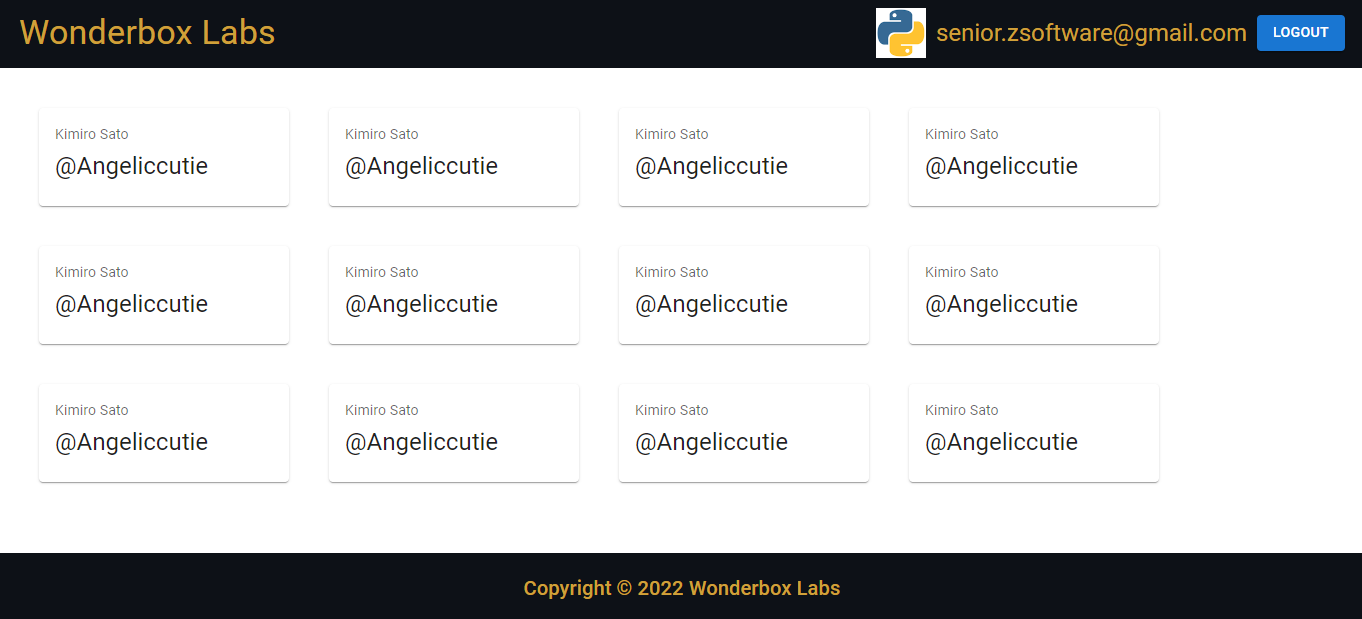 Wonderbox Labs
senior.zsoftware@gmail.com
LOGOUT
Kimiro Sato
@Angeliccutie
Kimiro Sato
@Angeliccutie
Kimiro Sato
@Angeliccutie
Kimiro Sato
@Angeliccutie
Kimiro Sato
@Angeliccutie
Kimiro Sato
@Angeliccutie
Kimiro Sato
@Angeliccutie
Kimiro Sato
@Angeliccutie
Kimiro Sato
@Angeliccutie
Kimiro Sato
@Angeliccutie
Kimiro Sato
@Angeliccutie
Kimiro Sato
@Angeliccutie
Copyright © 2022 Wonderbox Labs